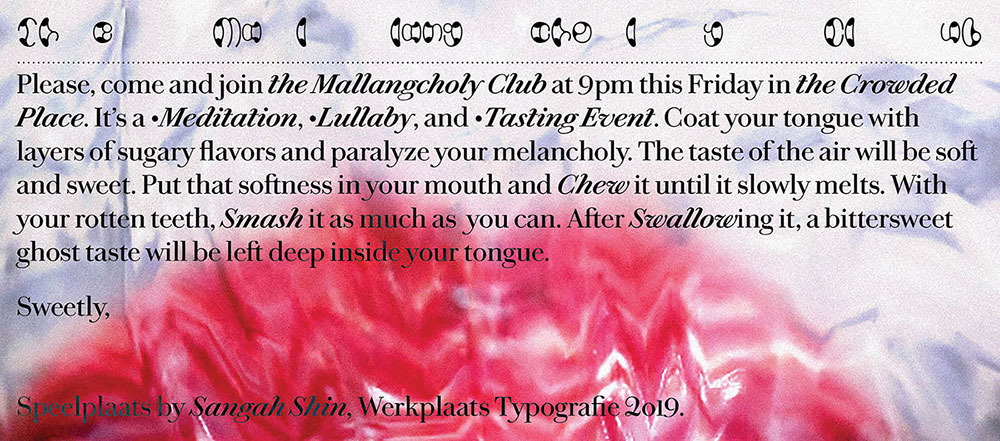 Please, come and join the Mallangcholy Club at 9pm this Friday in the Crowded
Place. It's a •Meditation, •Lullaby, and •Tasting Event. Coat your tongue with
layers of sugary flavors and paralyze your melancholy. The taste of the air will be soft
and sweet. Put that softness in your mouth and Chew it until it slowly melts. With
your rotten teeth, Smash it as much as you can. After Swallowing it, a bittersweet
ghost taste will be left deep inside your tongue.
Sweetly,
Speelplaats by Sangah Shin, Werkplaats Typografie 2019.